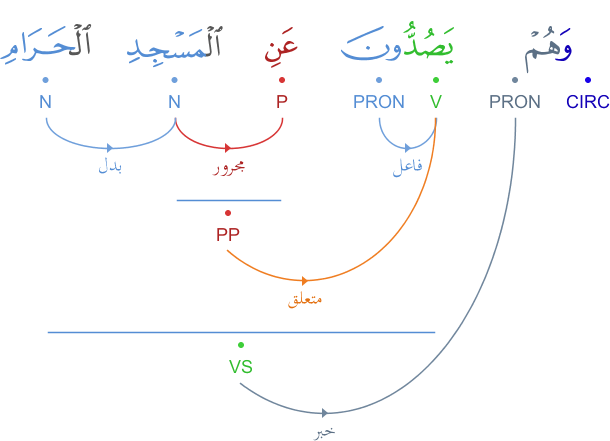 وَهُمۡ يَصُدُّونَ عَنِ ٱلۡمَسۡجِدِ ٱلۡحَرَامِ
CIRC PRON V PRON P N N
فاعل مجرور بدل
PP
متعلق
VS
خبر